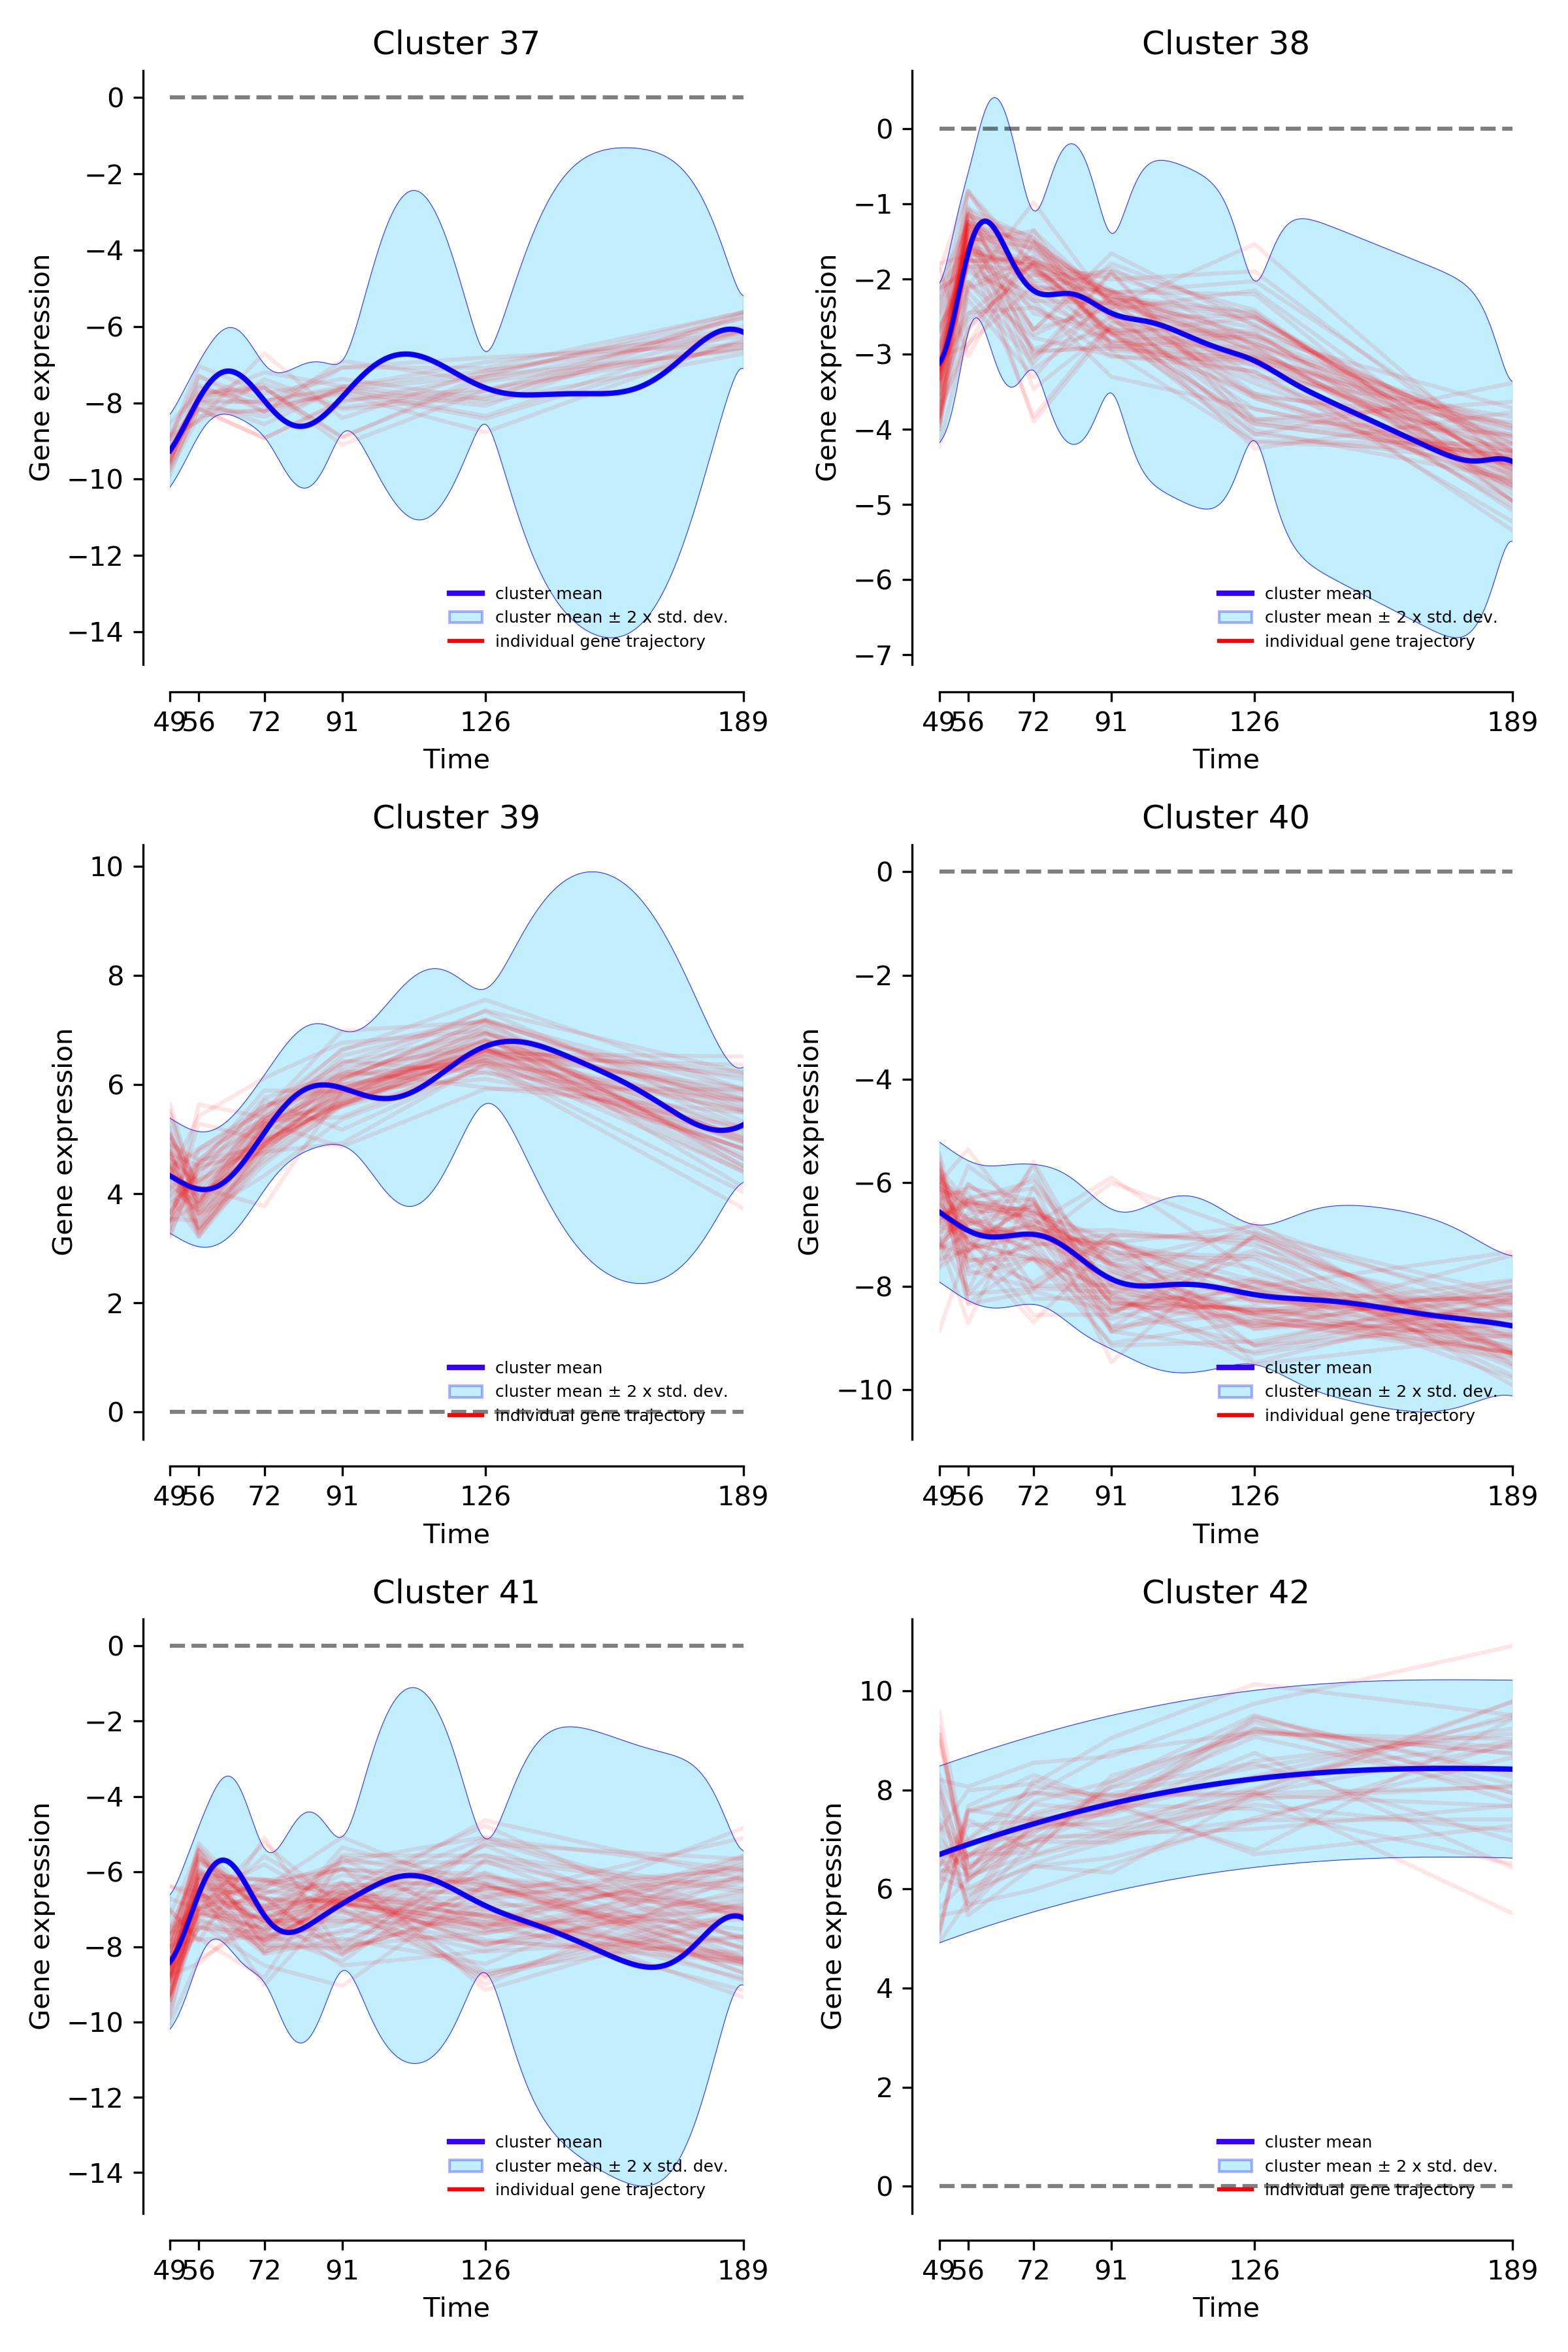 Cluster 37
Gene expression
0
−2
−4
−6
−8
−10
−12
−14
cluster mean
cluster mean ± 2 x std. dev.
individual gene trajectory
49 56 72 91 126 189
Time
Cluster 38
Gene expression
0
−1
−2
−3
−4
−5
−6
−7
cluster mean
cluster mean ± 2 x std. dev.
individual gene trajectory
49 56 72 91 126 189
Time
Cluster 39
Gene expression
10
8
6
4
2
0
cluster mean
cluster mean ± 2 x std. dev.
individual gene trajectory
49 56 72 91 126 189
Time
Cluster 40
Gene expression
0
−2
−4
−6
−8
−10
cluster mean
cluster mean ± 2 x std. dev.
individual gene trajectory
49 56 72 91 126 189
Time
Cluster 41
Gene expression
0
−2
−4
−6
−8
−10
−12
−14
cluster mean
cluster mean ± 2 x std. dev.
individual gene trajectory
49 56 72 91 126 189
Time
Cluster 42
Gene expression
10
8
6
4
2
0
cluster mean
cluster mean ± 2 x std. dev.
individual gene trajectory
49 56 72 91 126 189
Time